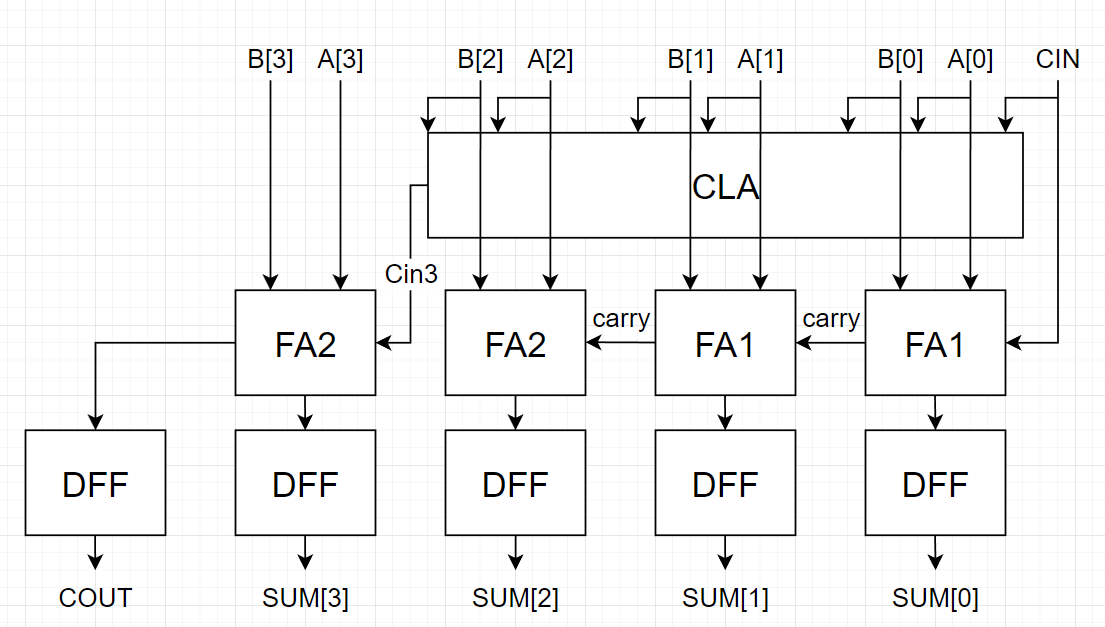 B[3] A[3] B[2] A[2] B[1] A[1] B[0] A[0] CIN
CLA
Cin3
carry carry
FA2 FA2 FA1 FA1
DFF DFF DFF DFF DFF
COUT SUM[3] SUM[2] SUM[1] SUM[0]